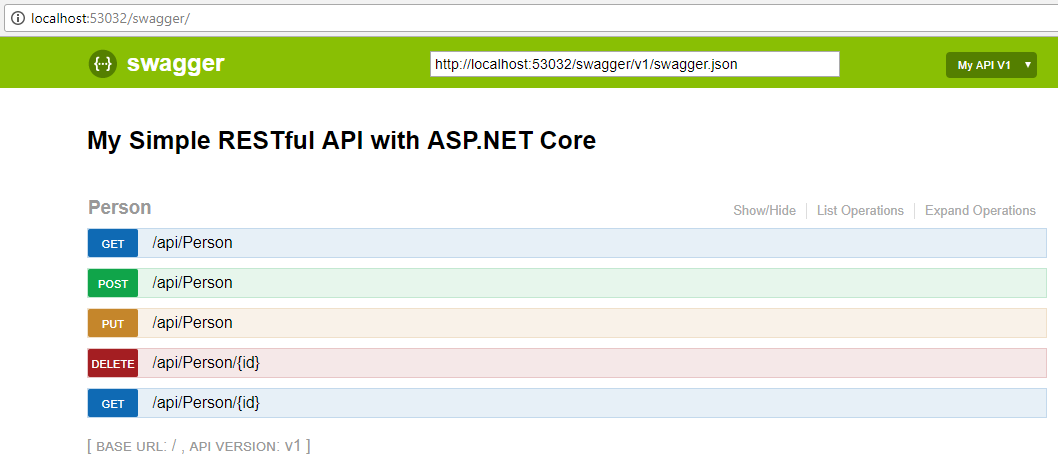 localhost:53032/swagger/
{··} swagger http://localhost:53032/swagger/v1/swagger.json My API V1
My Simple RESTful API with ASP.NET Core
Person Show/Hide List Operations Expand Operations
GET /api/Person
POST /api/Person
PUT /api/Person
DELETE /api/Person/{id}
GET /api/Person/{id}
[ BASE URL: / , API VERSION: V1 ]